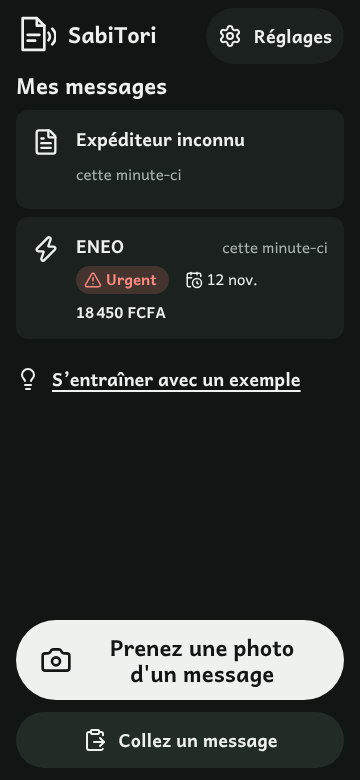 SabiTori
Réglages
Mes messages
Expéditeur inconnu
cette minute-ci
ENEO
cette minute-ci
Urgent
12 nov.
18 450 FCFA
S’entraîner avec un exemple
Prenez une photo
d'un message
Collez un message